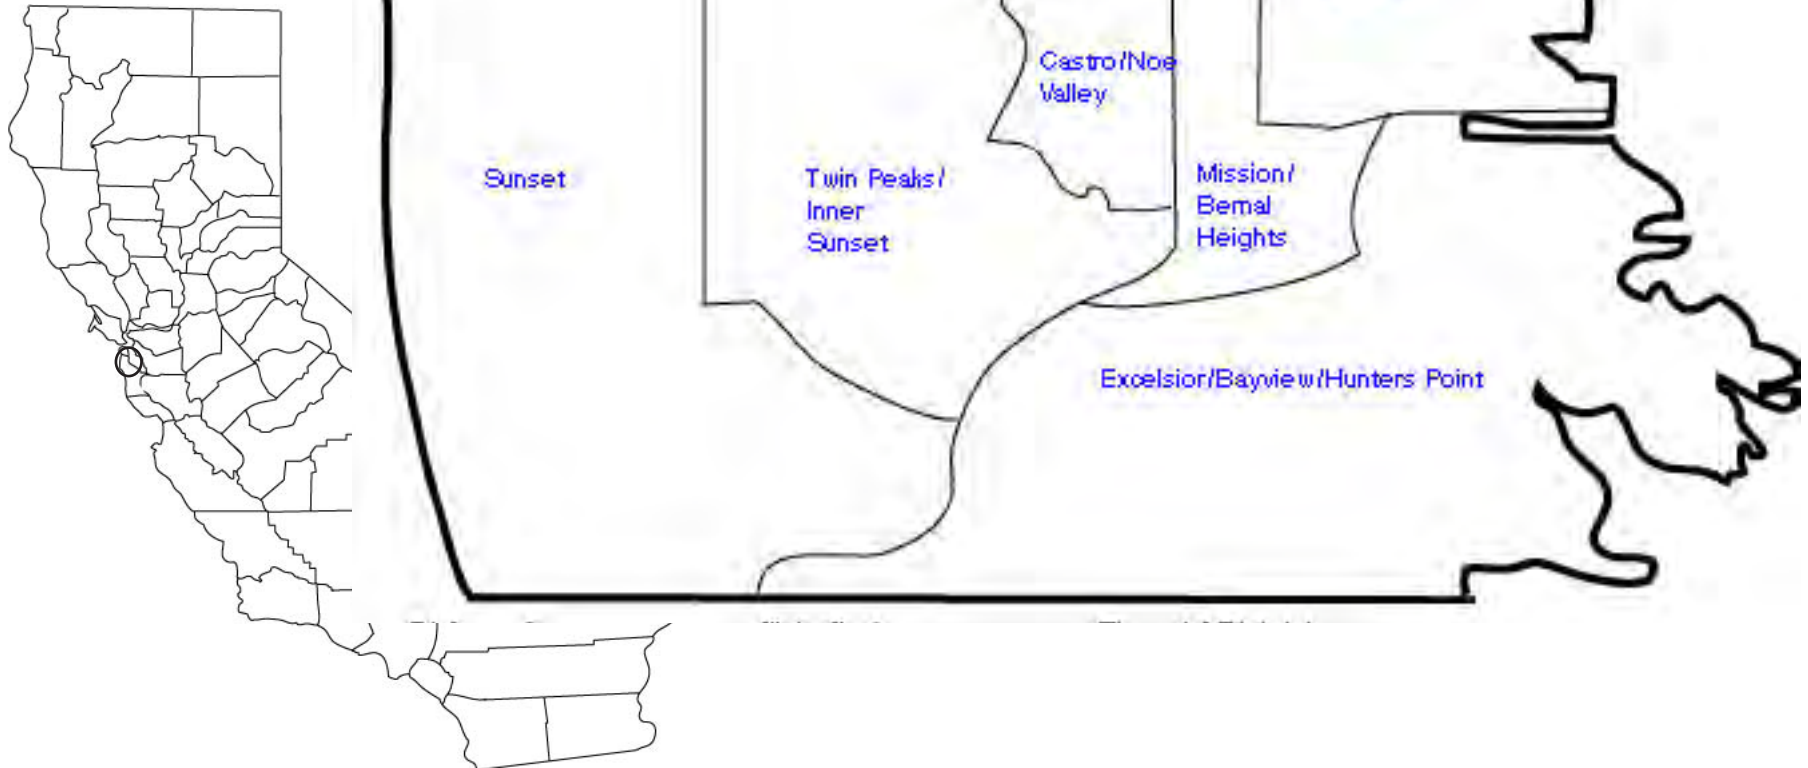 Castro/Noe
Valley
Sunset
Twin Peaks/
Inner
Sunset
Mission/
Bernal
Heights
Excelsior/Bayview/Hunters Point